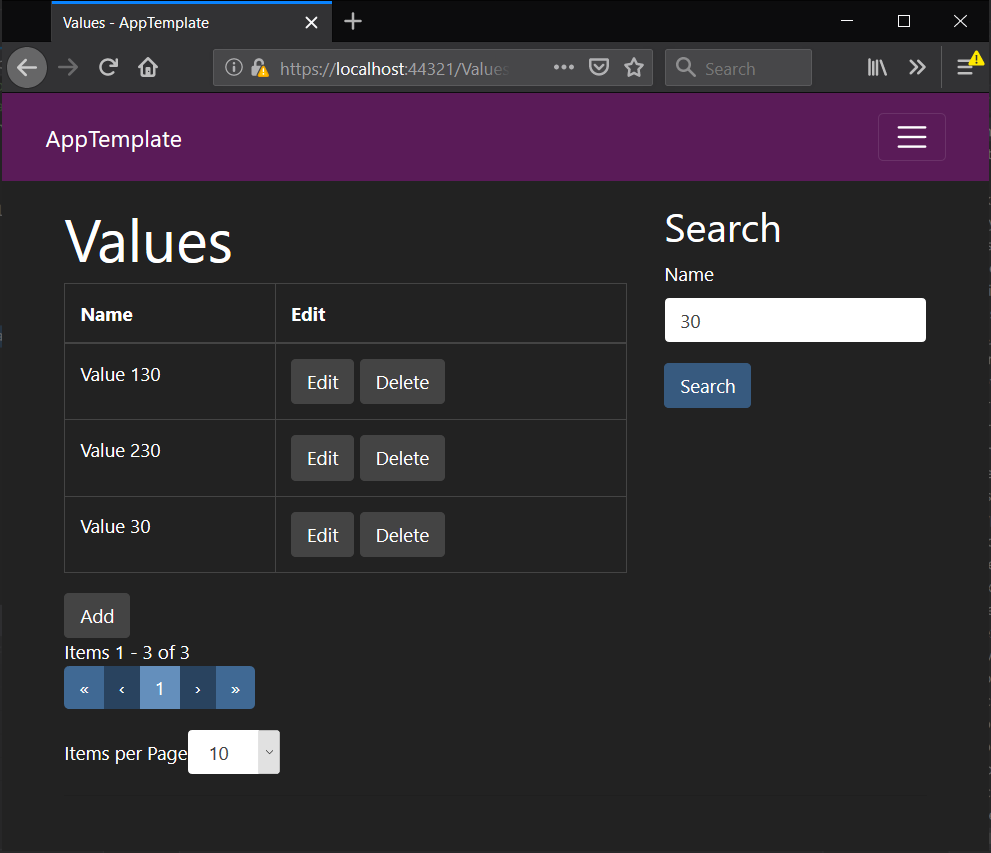 Values - AppTemplate
https://localhost:44321/Values
Search
AppTemplate
Values
Name Edit
Value 130 Edit Delete
Value 230 Edit Delete
Value 30 Edit Delete
Add
Items 1 - 3 of 3
« ‹ 1 › »
Items per Page 10
Search
Name
30
Search